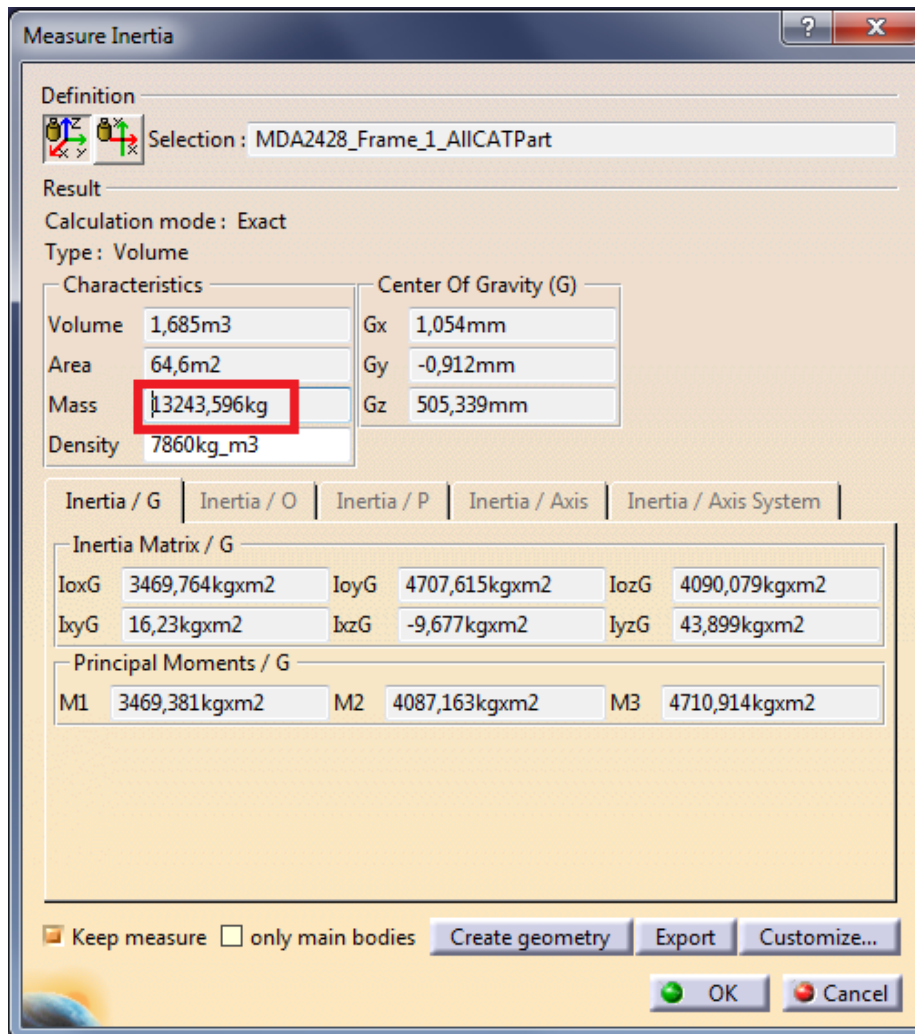 Measure Inertia
Definition
Selection : MDA2428_Frame_1_AllCATPart
Result
Calculation mode : Exact
Type : Volume
Characteristics
Center Of Gravity (G)
Volume 1,685m3 Gx 1,054mm
Area 64,6m2 Gy -0,912mm
Mass 13243,596kg Gz 505,339mm
Density 7860kg_m3
Inertia / G Inertia / O Inertia / P Inertia / Axis Inertia / Axis System
Inertia Matrix / G
IoxG 3469,764kgxm2 IoyG 4707,615kgxm2 IozG 4090,079kgxm2
IxyG 16,23kgxm2 IxzG -9,677kgxm2 IyzG 43,899kgxm2
Principal Moments / G
M1 3469,381kgxm2 M2 4087,163kgxm2 M3 4710,914kgxm2
Keep measure only main bodies Create geometry Export Customize...
OK Cancel